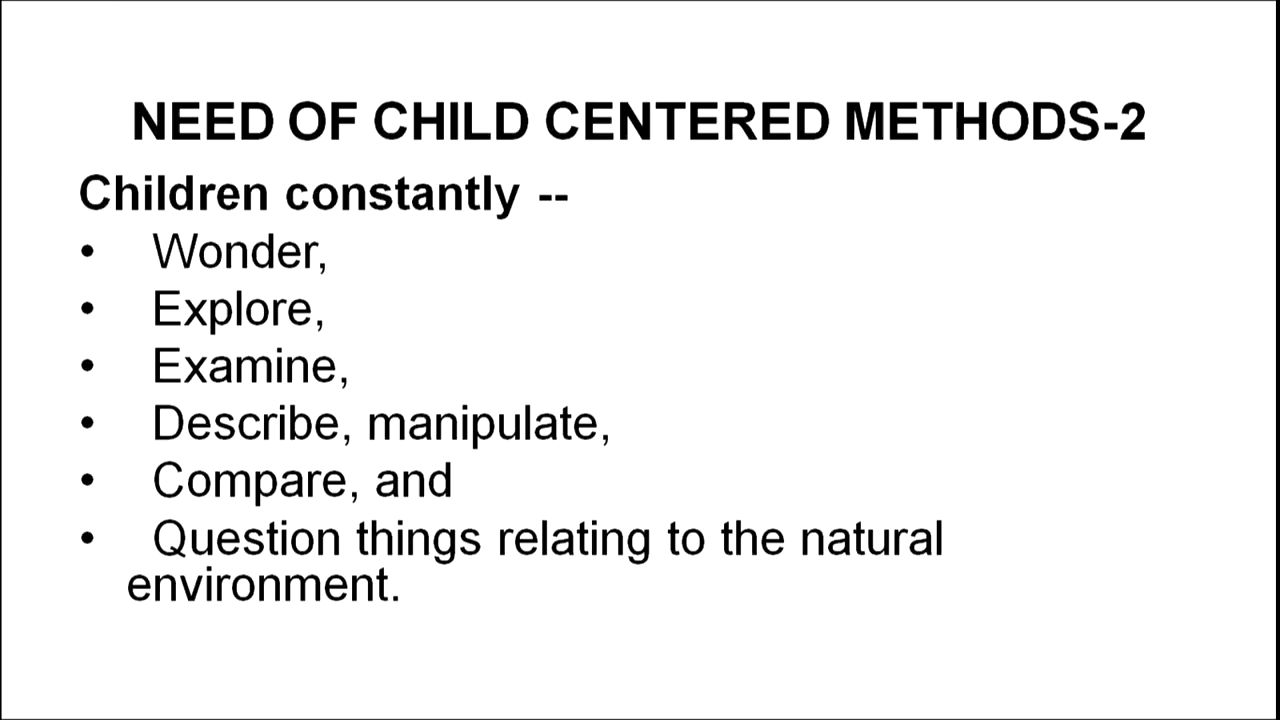 NEED OF CHILD CENTERED METHODS-2
Children constantly --
• Wonder,
• Explore,
• Examine,
• Describe, manipulate,
• Compare, and
• Question things relating to the natural
environment.